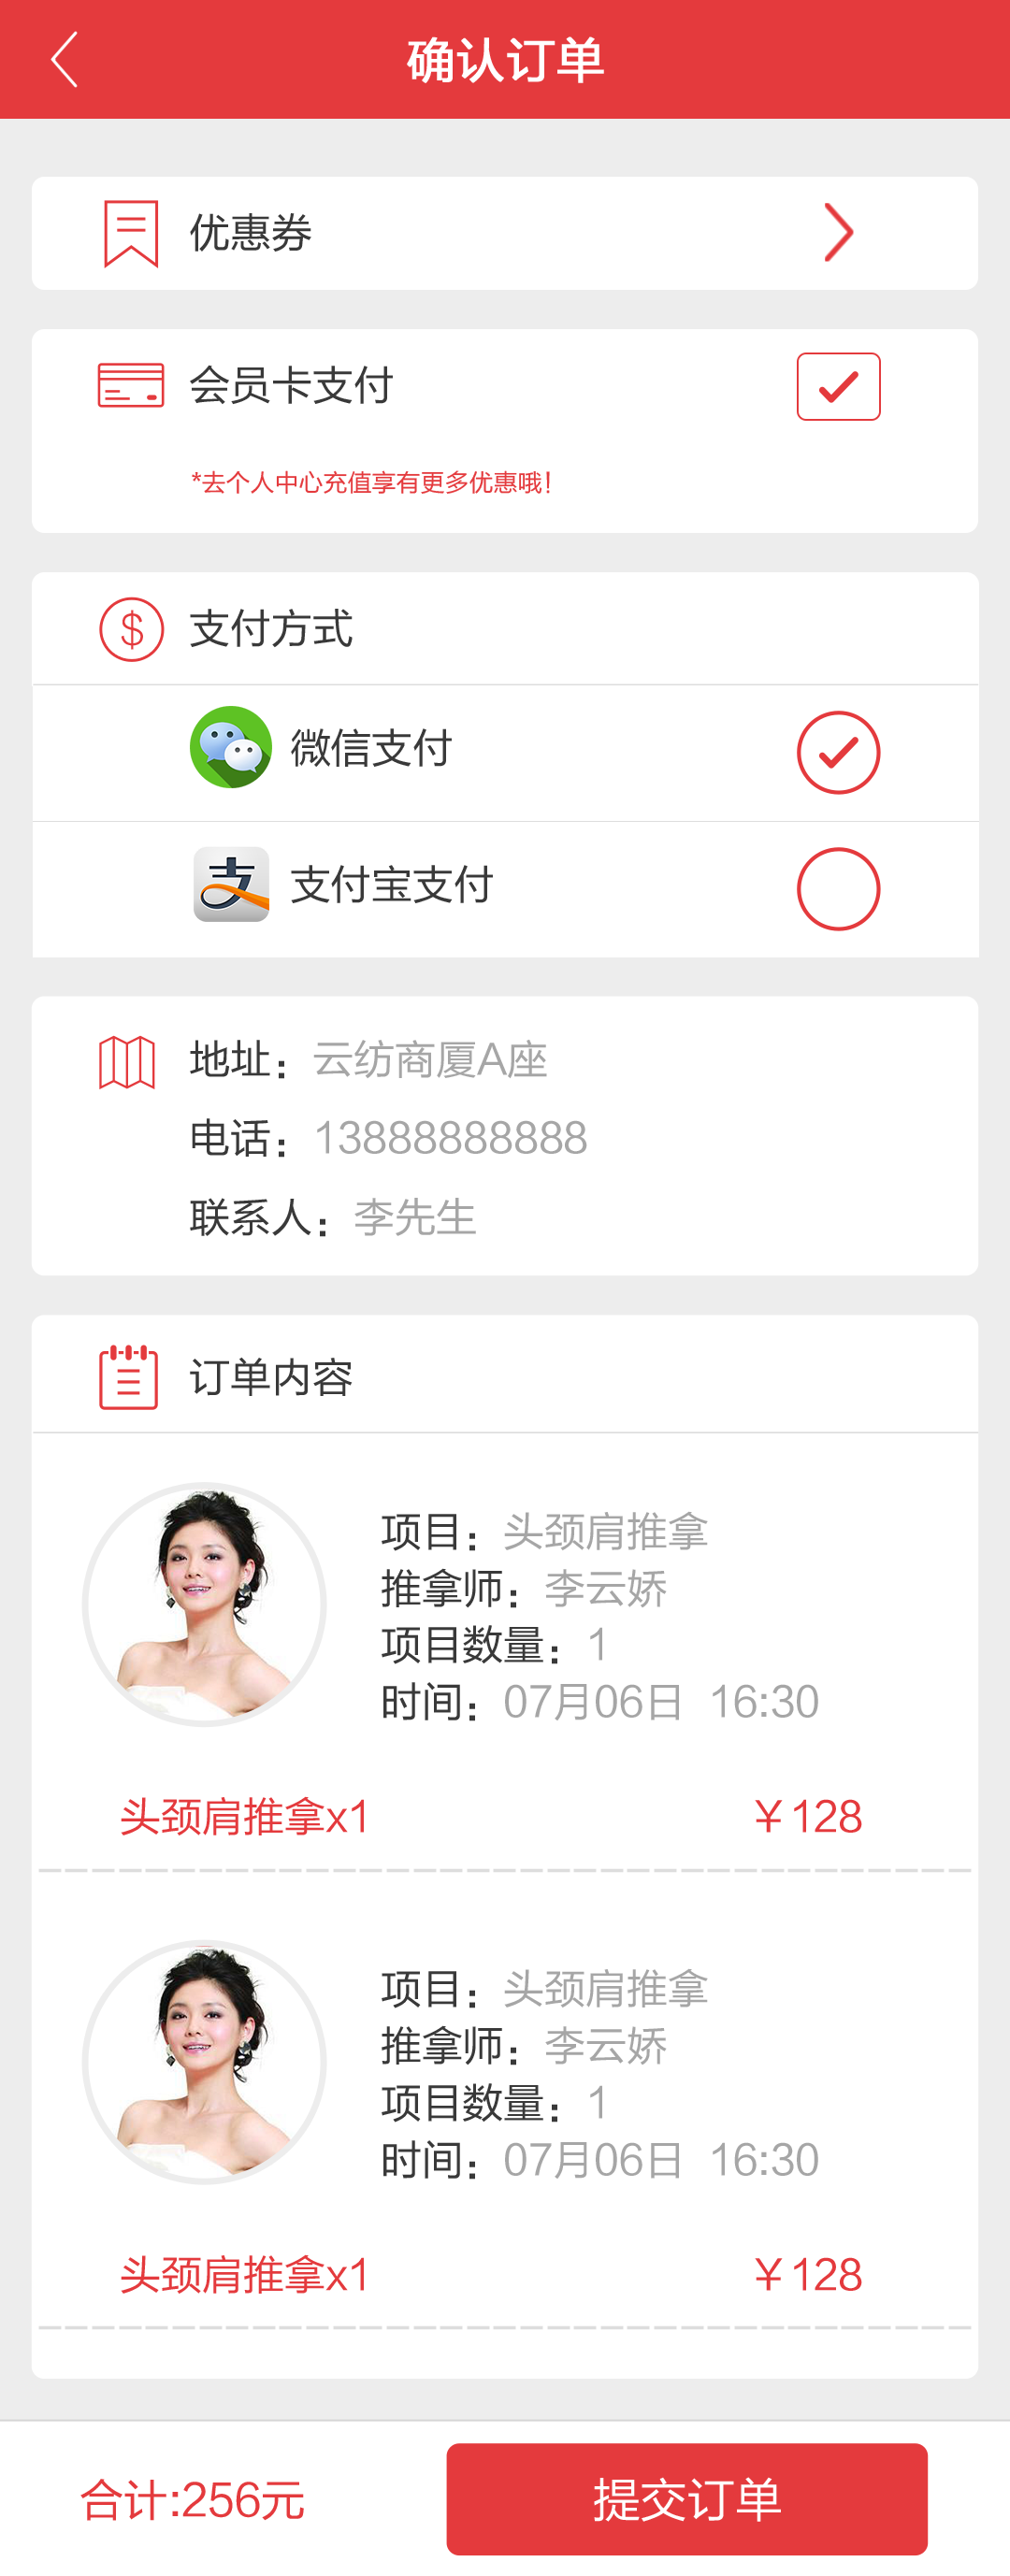 确认订单
优惠券
会员卡支付
*去个人中心充值享有更多优惠哦!
支付方式
微信支付
支付宝支付
地址：云纺商厦A座
电话：13888888888
联系人：李先生
订单内容
项目：头颈肩推拿
推拿师：李云娇
项目数量：1
时间：07月06日 16:30
头颈肩推拿x1 ￥128
项目：头颈肩推拿
推拿师：李云娇
项目数量：1
时间：07月06日 16:30
头颈肩推拿x1 ￥128
合计:256元 提交订单